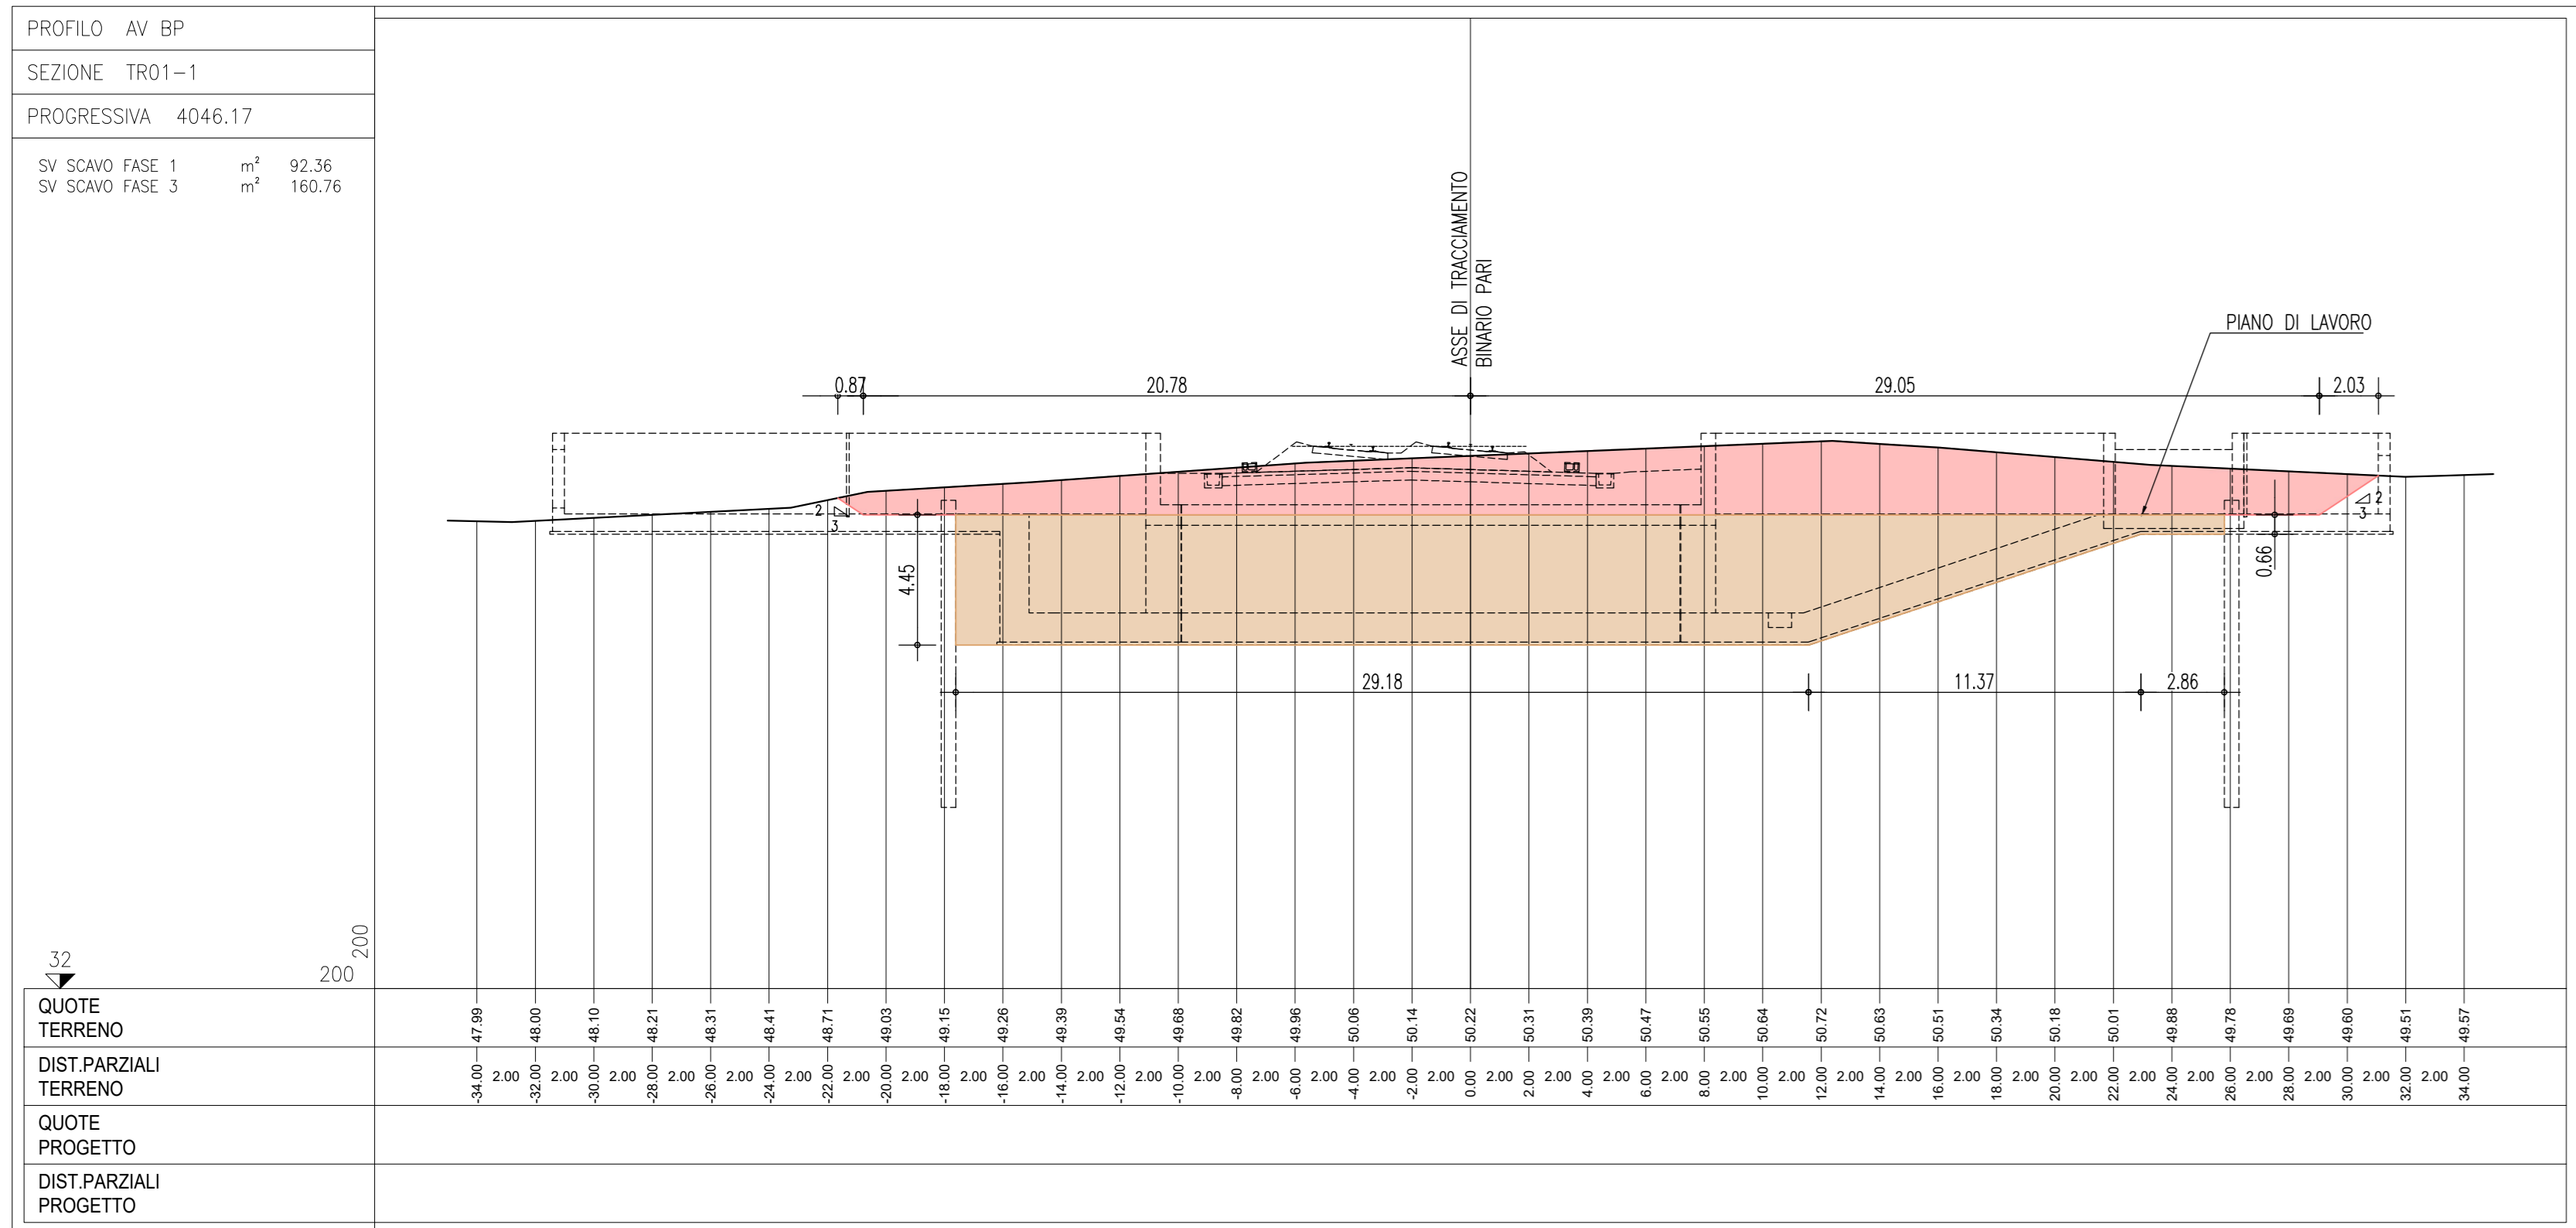 PROFILO AV BP
SEZIONE TR01-1
PROGRESSIVA 4046.17
SV SCAVO FASE 1 m² 92.36
SV SCAVO FASE 3 m² 160.76
ASSE DI TRACCIAMENTO
BINARIO PARI
PIANO DI LAVORO
0.87 20.78 29.05 2.03
2
3
2
3
4.45
0.66
29.18 11.37 2.86
32
200
200
QUOTE
TERRENO
47.99 48.00 48.10 48.21 48.31 48.41 48.71 49.03 49.15 49.26 49.39 49.54 49.68 49.82 49.96 50.06 50.14 50.22 50.31 50.39 50.47 50.55 50.64 50.72 50.63 50.51 50.34 50.18 50.01 49.88 49.78 49.69 49.60 49.51 49.57
DIST.PARZIALI
TERRENO
-34.00 2.00 -32.00 2.00 -30.00 2.00 -28.00 2.00 -26.00 2.00 -24.00 2.00 -22.00 2.00 -20.00 2.00 -18.00 2.00 -16.00 2.00 -14.00 2.00 -12.00 2.00 -10.00 2.00 -8.00 2.00 -6.00 2.00 -4.00 2.00 -2.00 2.00 0.00 2.00 2.00 2.00 4.00 2.00 6.00 2.00 8.00 2.00 10.00 2.00 12.00 2.00 14.00 2.00 16.00 2.00 18.00 2.00 20.00 2.00 22.00 2.00 24.00 2.00 26.00 2.00 28.00 2.00 30.00 2.00 32.00 2.00 34.00
QUOTE
PROGETTO
DIST.PARZIALI
PROGETTO